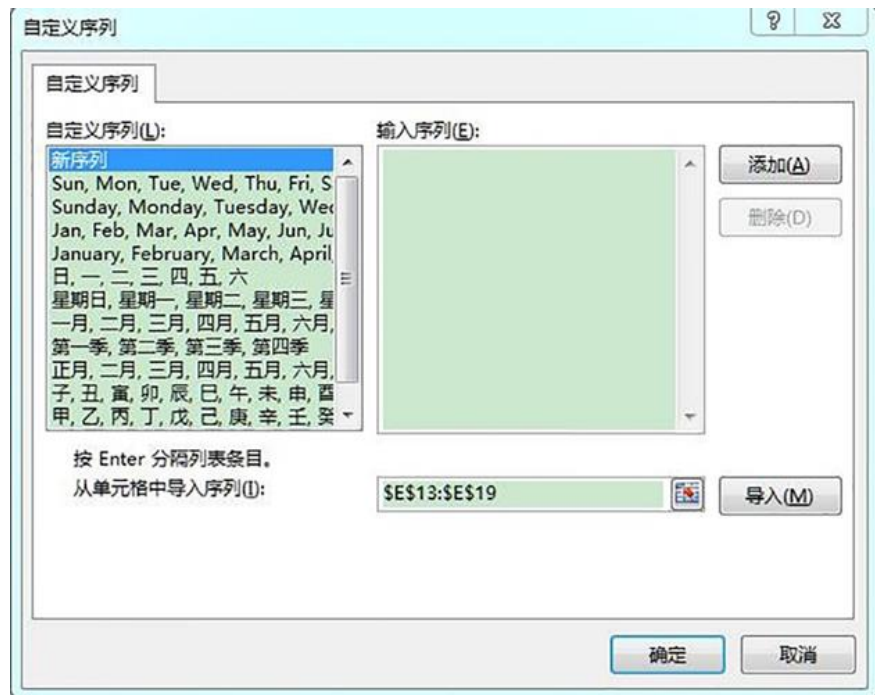 自定义序列
自定义序列
自定义序列(L):
输入序列(E):
新序列
Sun, Mon, Tue, Wed, Thu, Fri, S
Sunday, Monday, Tuesday, Wed
Jan, Feb, Mar, Apr, May, Jun, Ju
January, February, March, April,
日, 一, 二, 三, 四, 五, 六
星期日, 星期一, 星期二, 星期三, 星
一月, 二月, 三月, 四月, 五月, 六月,
第一季, 第二季, 第三季, 第四季
正月, 二月, 三月, 四月, 五月, 六月,
子, 丑, 寅, 卯, 辰, 巳, 午, 未, 申, 酉
甲, 乙, 丙, 丁, 戊, 己, 庚, 辛, 壬, 癸
添加(A)
删除(D)
按 Enter 分隔列表条目。
从单元格中导入序列(I):
$E$13:$E$19
导入(M)
确定
取消